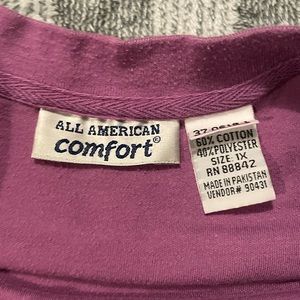 ALL AMERICAN
comfort®
60% COTTON
40% POLYESTER
SIZE: 1X
RN 88842
MADE IN PAKISTAN
VENDOR# 90431